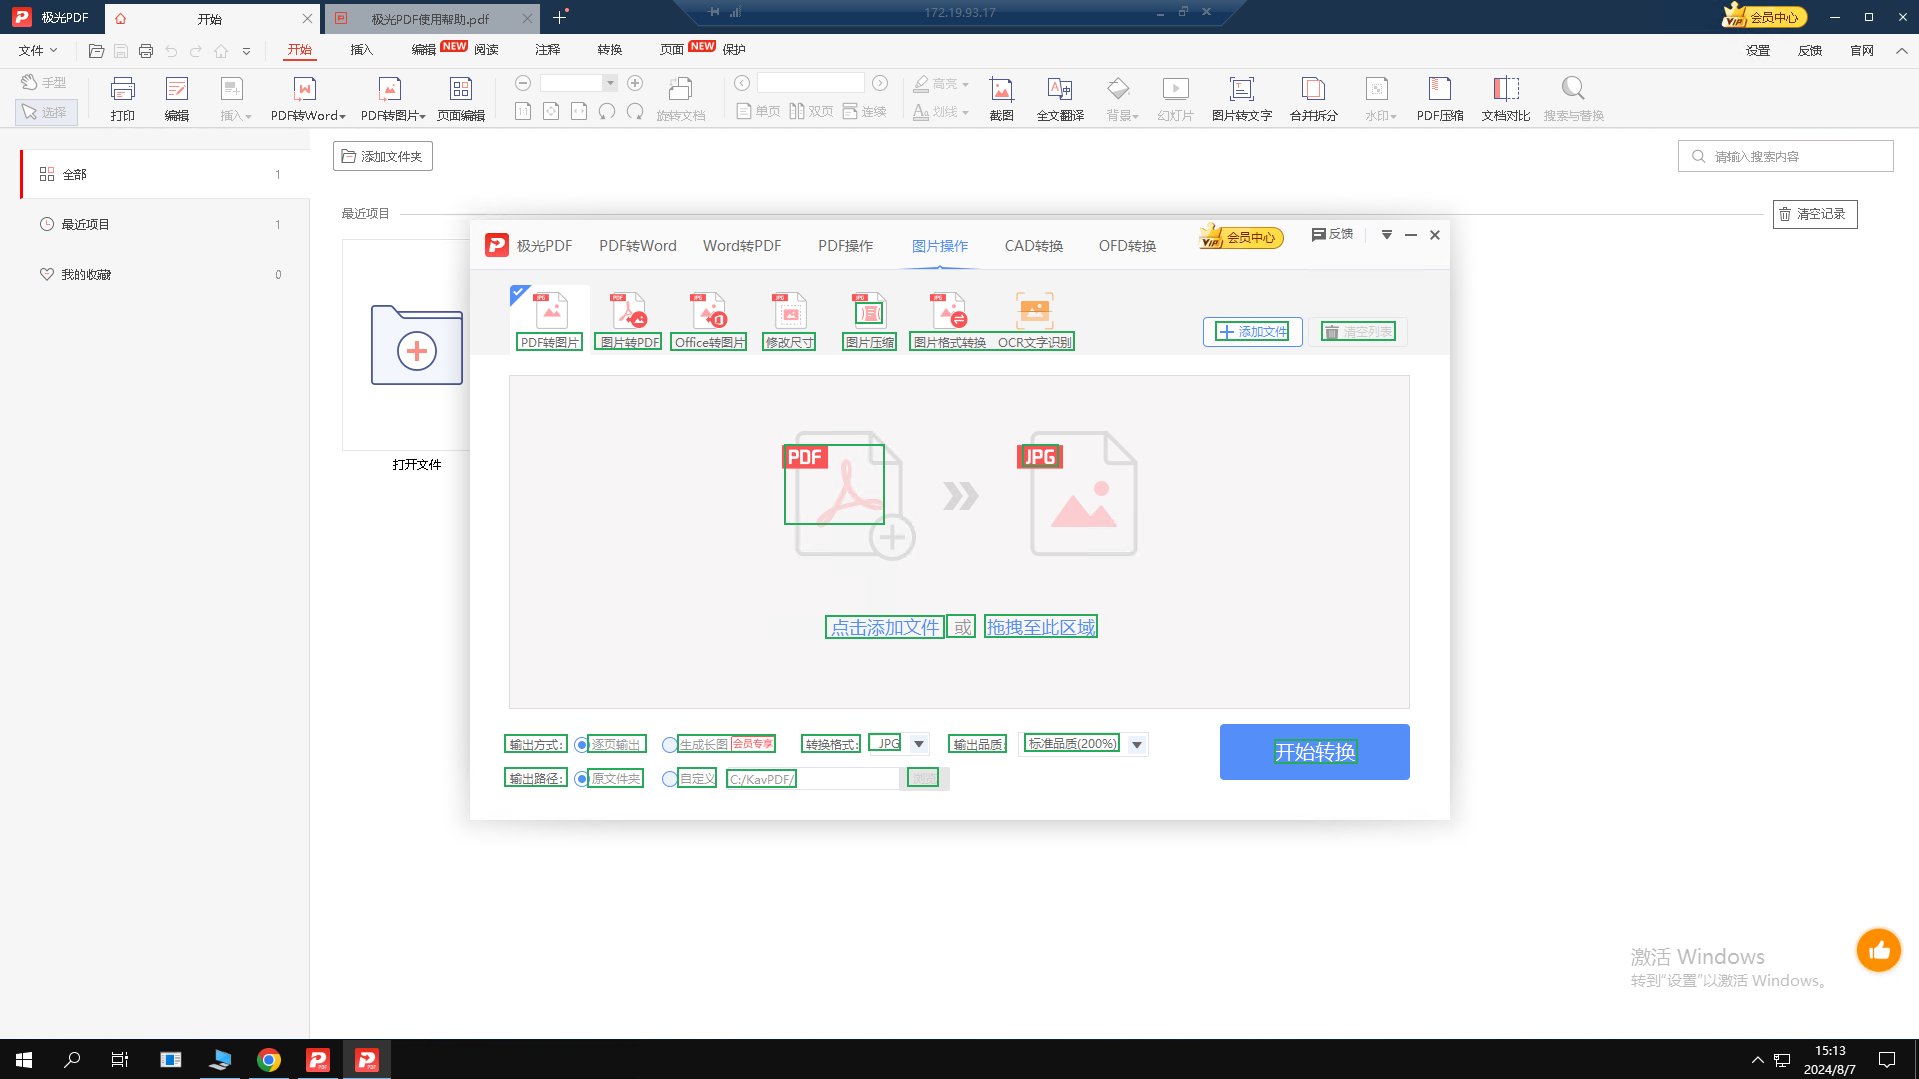 极光PDF 开始 极光PDF使用帮助.pdf 172.19.93.17 VIP 会员中心
文件 开始 插入 编辑 NEW 阅读 注释 转换 页面 NEW 保护 设置 反馈 官网
手型 高亮
选择 打印 编辑 插入 PDF转Word PDF转图片 页面编辑 1:1 旋转文档 单页 双页 连续 划线 截图 全文翻译 背景 幻灯片 图片转文字 合并拆分 水印 PDF压缩 文档对比 搜索与替换
添加文件夹 请输入搜索内容
全部 1
最近项目 清空记录
最近项目 1
我的收藏 0
打开文件
极光PDF PDF转Word Word转PDF PDF操作 图片操作 CAD转换 OFD转换 VIP 会员中心 反馈
PDF转图片 图片转PDF Office转图片 修改尺寸 图片压缩 图片格式转换 OCR文字识别 添加文件 清空列表
PDF JPG
点击添加文件 或 拖拽至此区域
输出方式: 逐页输出 生成长图 会员专享 转换格式: JPG 输出品质: 标准品质(200%)
开始转换
输出路径: 原文件夹 自定义 C:/KavPDF/ 浏览
激活 Windows
转到“设置”以激活 Windows。
15:13
2024/8/7